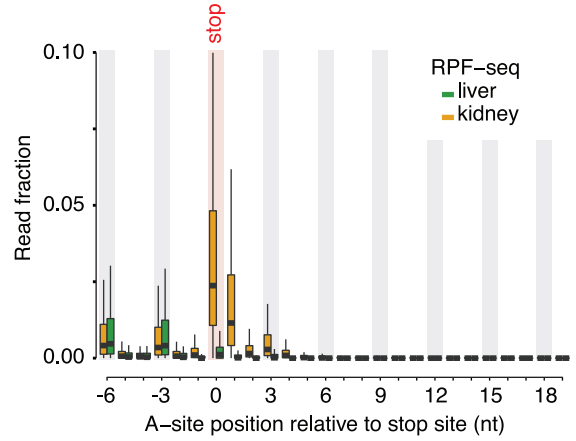 stop
0.10
0.05
0.00
Read fraction
RPF−seq
liver
kidney
-6 -3 0 3 6 9 12 15 18
A−site position relative to stop site (nt)